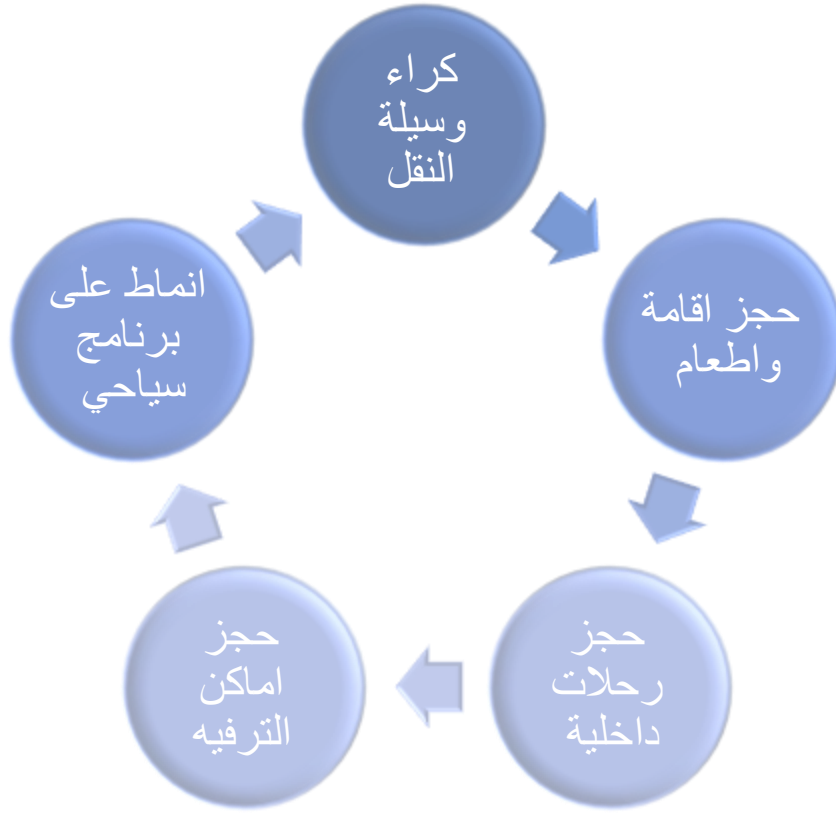 كراء
وسيلة
النقل
حجز اقامة
واطعام
حجز
رحلات
داخلية
حجز
اماكن
الترفيه
انماط على
برنامج
سياحي